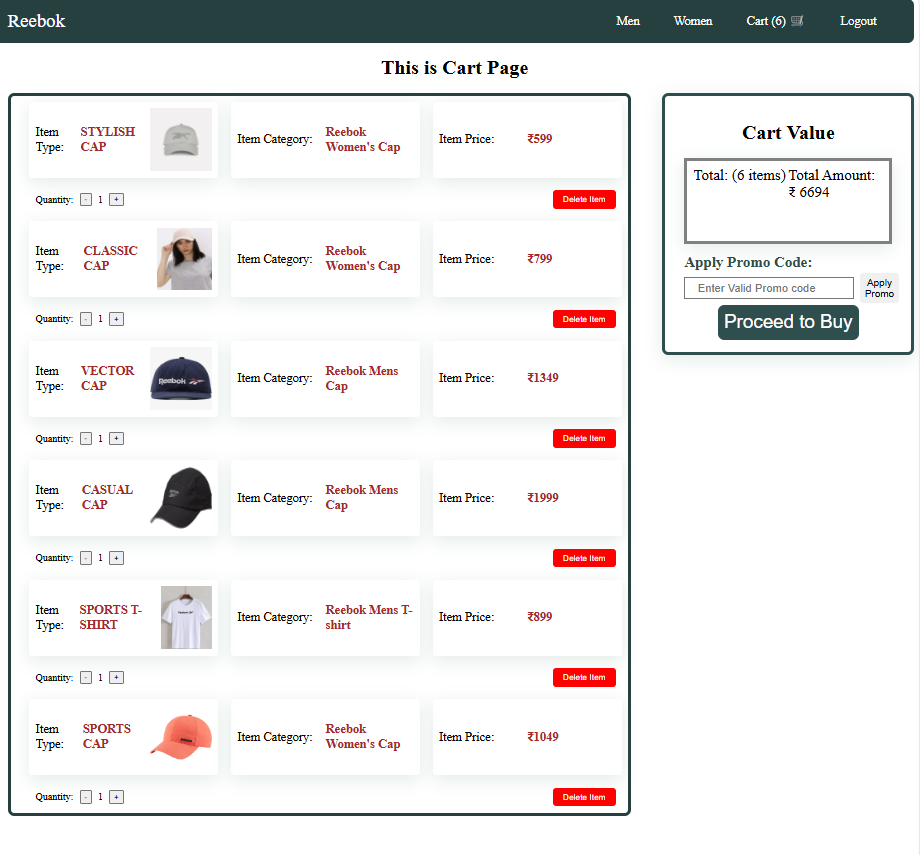 Reebok Men Women Cart (6) 🛒 Logout
This is Cart Page
Item Type: STYLISH CAP
Item Category: Reebok Women's Cap
Item Price: ₹599
Quantity: - 1 + Delete Item
Item Type: CLASSIC CAP
Item Category: Reebok Women's Cap
Item Price: ₹799
Quantity: - 1 + Delete Item
Item Type: VECTOR CAP
Reebok
Item Category: Reebok Mens Cap
Item Price: ₹1349
Quantity: - 1 + Delete Item
Item Type: CASUAL CAP
Item Category: Reebok Mens Cap
Item Price: ₹1999
Quantity: - 1 + Delete Item
Item Type: SPORTS T-SHIRT
Item Category: Reebok Mens T-shirt
Item Price: ₹899
Quantity: - 1 + Delete Item
Item Type: SPORTS CAP
Item Category: Reebok Women's Cap
Item Price: ₹1049
Quantity: - 1 + Delete Item
Cart Value
Total: (6 items) Total Amount:
₹ 6694
Apply Promo Code:
Enter Valid Promo code
Apply
Promo
Proceed to Buy